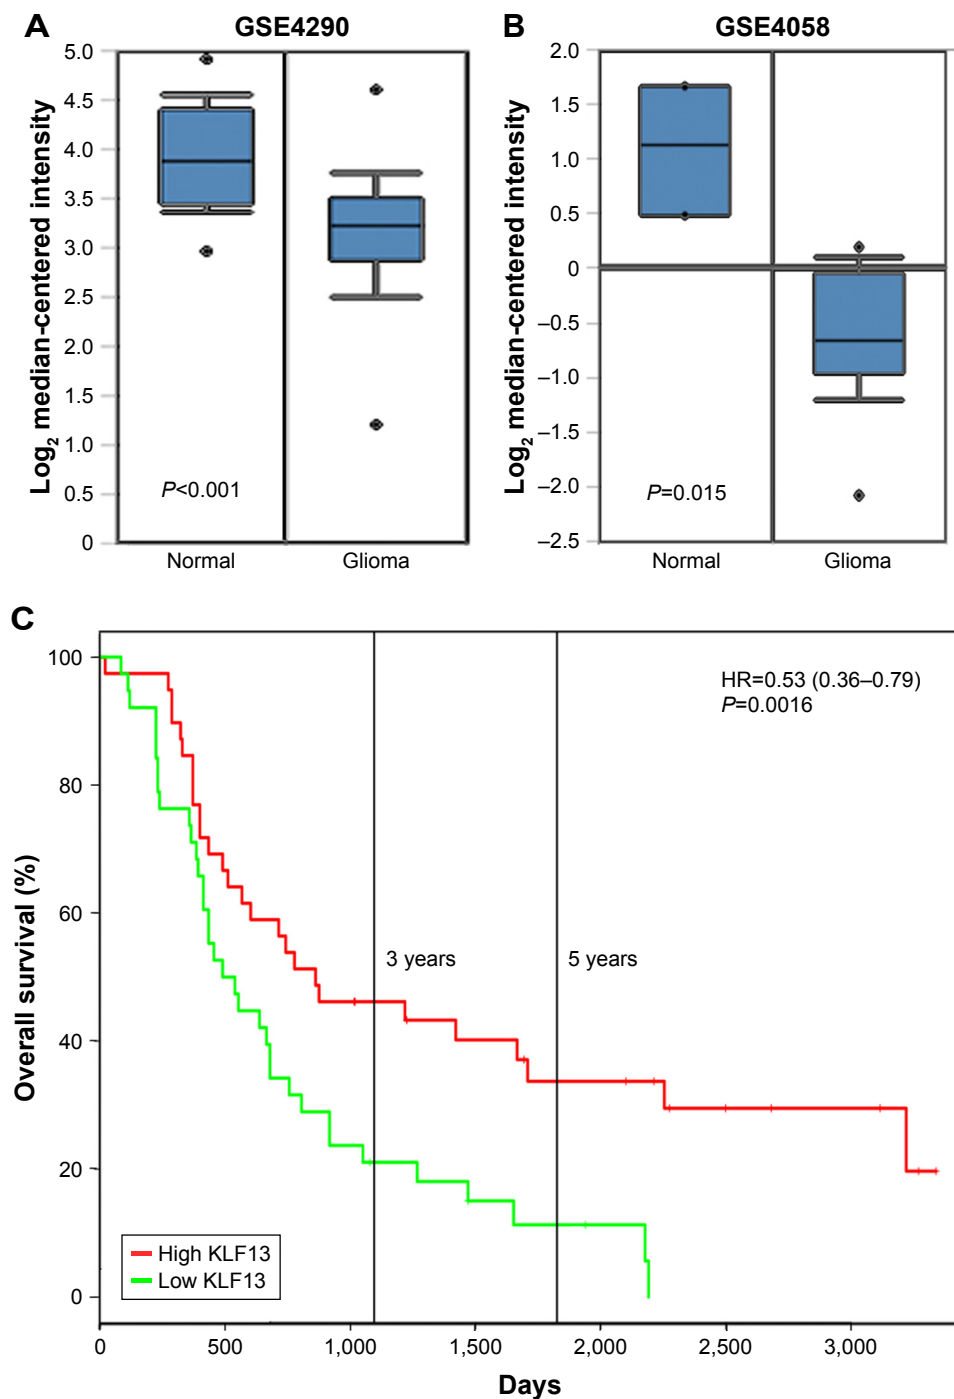 A
GSE4290
Log2 median-centered intensity
5.0
4.5
4.0
3.5
3.0
2.5
2.0
1.5
1.0
0.5
0
P<0.001
Normal
Glioma
B
GSE4058
Log2 median-centered intensity
2.0
1.5
1.0
0.5
0
–0.5
–1.0
–1.5
–2.0
–2.5
P=0.015
Normal
Glioma
C
Overall survival (%)
100
80
60
40
20
0
HR=0.53 (0.36–0.79)
P=0.0016
3 years
5 years
High KLF13
Low KLF13
0
500
1,000
1,500
2,000
2,500
3,000
Days